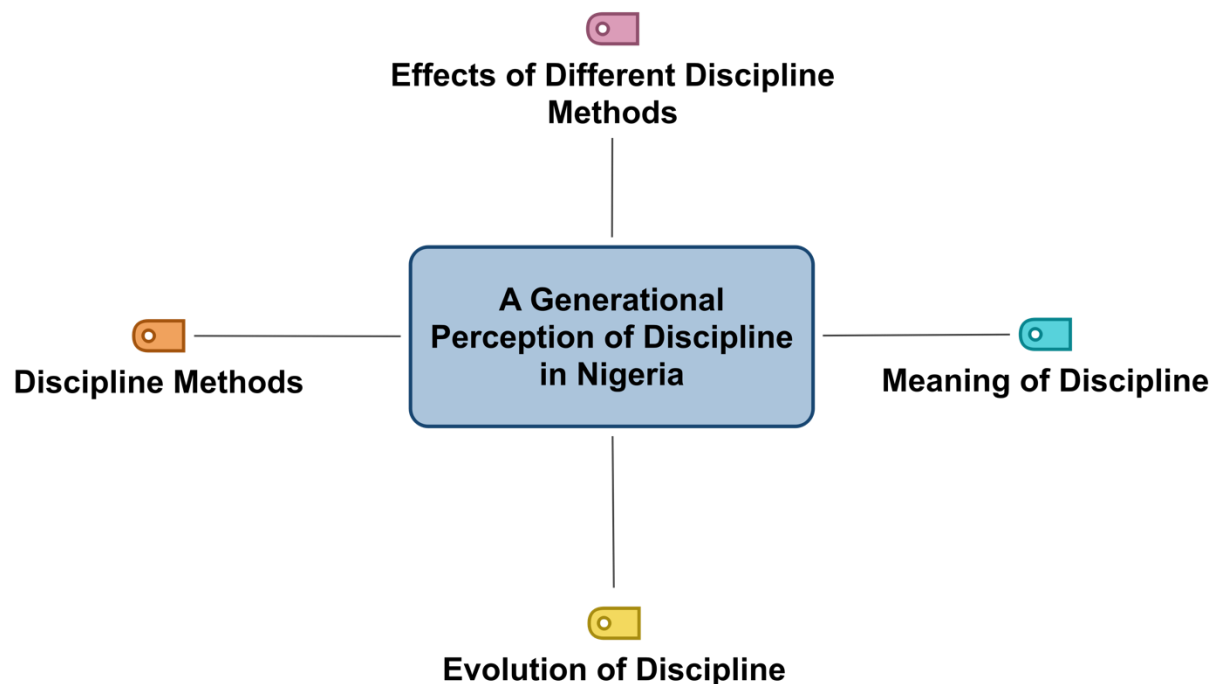 Effects of Different Discipline
Methods
A Generational
Perception of Discipline
in Nigeria
Discipline Methods
Meaning of Discipline
Evolution of Discipline